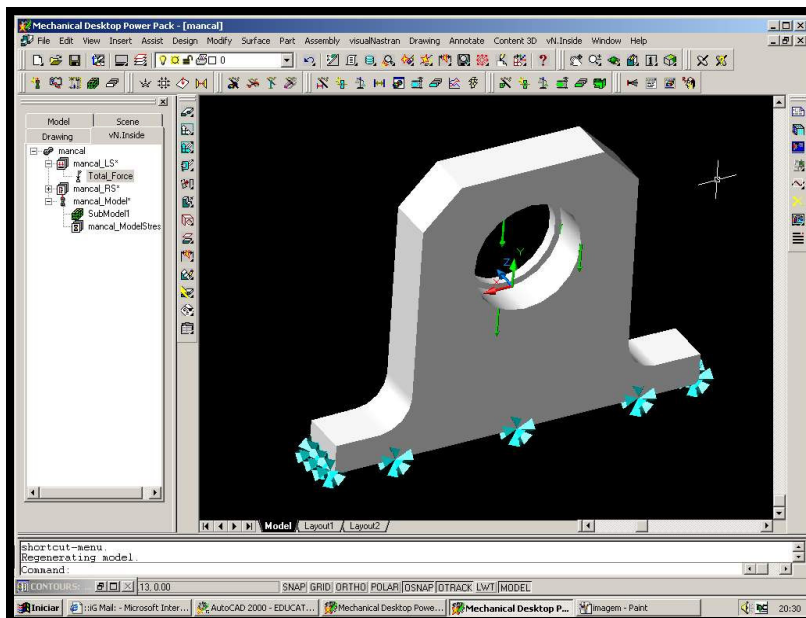 Mechanical Desktop Power Pack - [mancal]
File Edit View Insert Assist Design Modify Surface Part Assembly visualNastran Drawing Annotate Content 3D vN.Inside Window Help
0
Model Scene
Drawing vN.Inside
mancal
mancal_LS*
Total_Force
mancal_RS*
mancal_Model*
SubModel1
mancal_ModelStres
Z Y X
Model Layout1 Layout2
shortcut-menu.
Regenerating model.
Command:
CONTOURS: 13, 0.00 SNAP GRID ORTHO POLAR OSNAP OTRACK LWT MODEL
Iniciar ::iG Mail: - Microsoft Inter... AutoCAD 2000 - EDUCAT... Mechanical Desktop Powe... Mechanical Desktop P... imagem - Paint 20:30